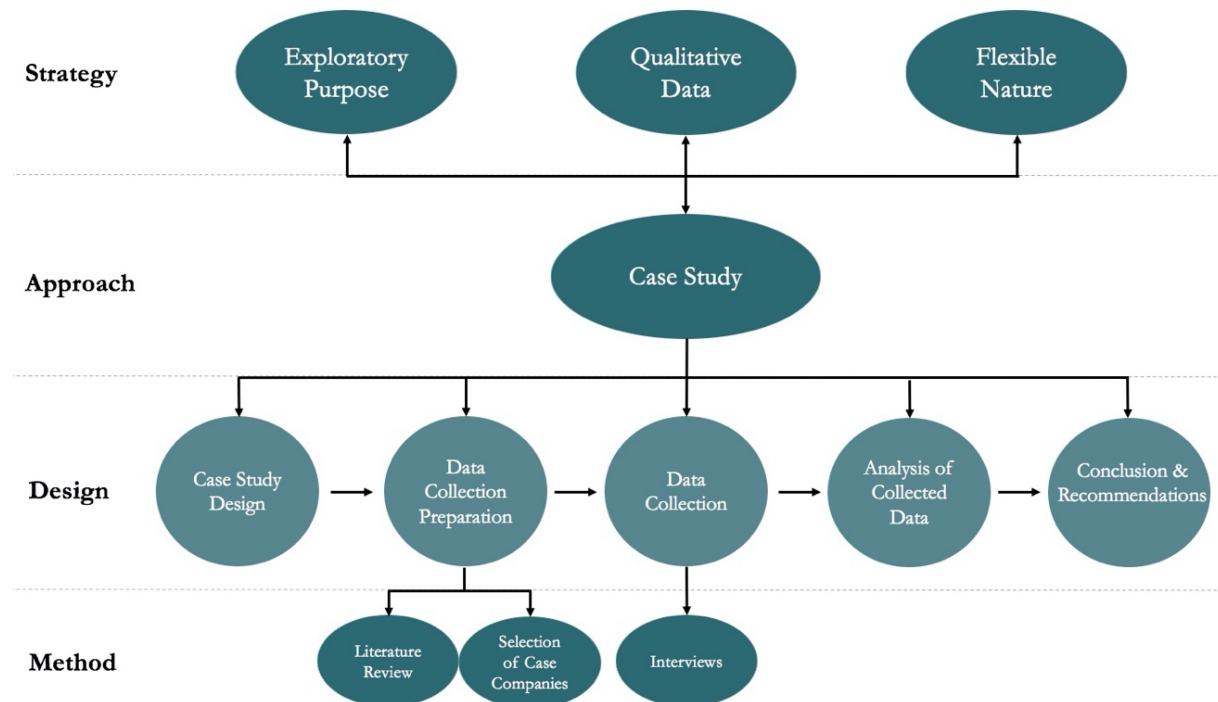 Strategy
Exploratory
Purpose
Qualitative
Data
Flexible
Nature
Approach
Case Study
Design
Case Study
Design
Data
Collection
Preparation
Data
Collection
Analysis of
Collected
Data
Conclusion &
Recommendations
Method
Literature
Review
Selection
of Case
Companies
Interviews